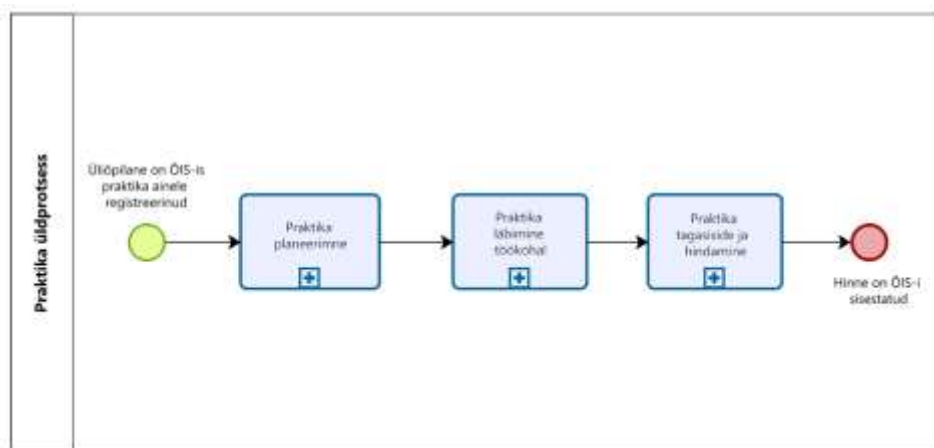 Praktika üldprotsess
Üliõpilane on ÕIS-is
praktika ainele
registreerinud
Praktika
planeerimne
Praktika
läbimine
töökohal
Praktika
tagasiside ja
hindamine
Hinne on ÕIS-i
sisestatud